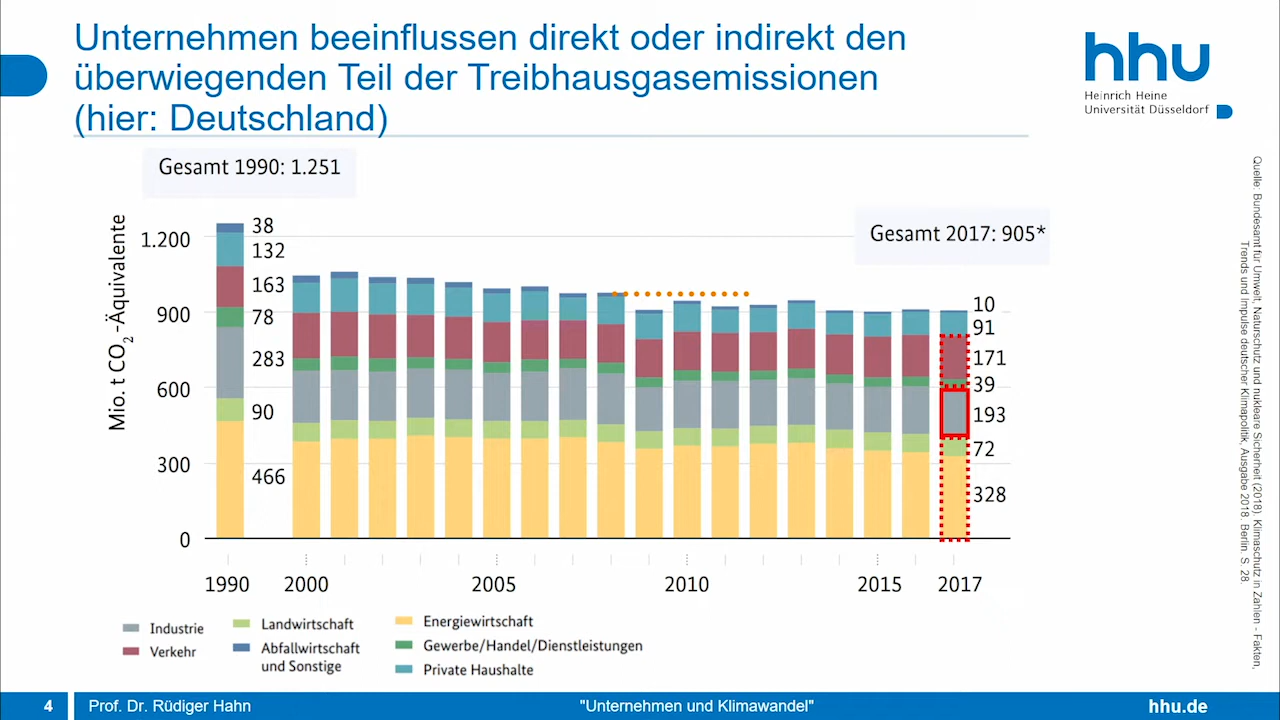 Unternehmen beeinflussen direkt oder indirekt den
überwiegenden Teil der Treibhausgasemissionen
(hier: Deutschland)
hhu
Heinrich Heine
Universität Düsseldorf
Gesamt 1990: 1.251
Gesamt 2017: 905*
Mio. t CO2 -Äquivalente
1.200
900
600
300
0
38
132
163
78
283
90
466
10
91
171
39
193
72
328
1990
2000
2005
2010
2015
2017
Industrie
Verkehr
Landwirtschaft
Abfallwirtschaft
und Sonstige
Energiewirtschaft
Gewerbe/Handel/Dienstleistungen
Private Haushalte
Quelle: Bundesamt für Umwelt, Naturschutz und nukleare Sicherheit (2018). Klimaschutz in Zahlen - Fakten,
Trends und Impulse deutscher Klimapolitik, Ausgabe 2018. Berlin. S. 28.
4
Prof. Dr. Rüdiger Hahn
"Unternehmen und Klimawandel"
hhu.de